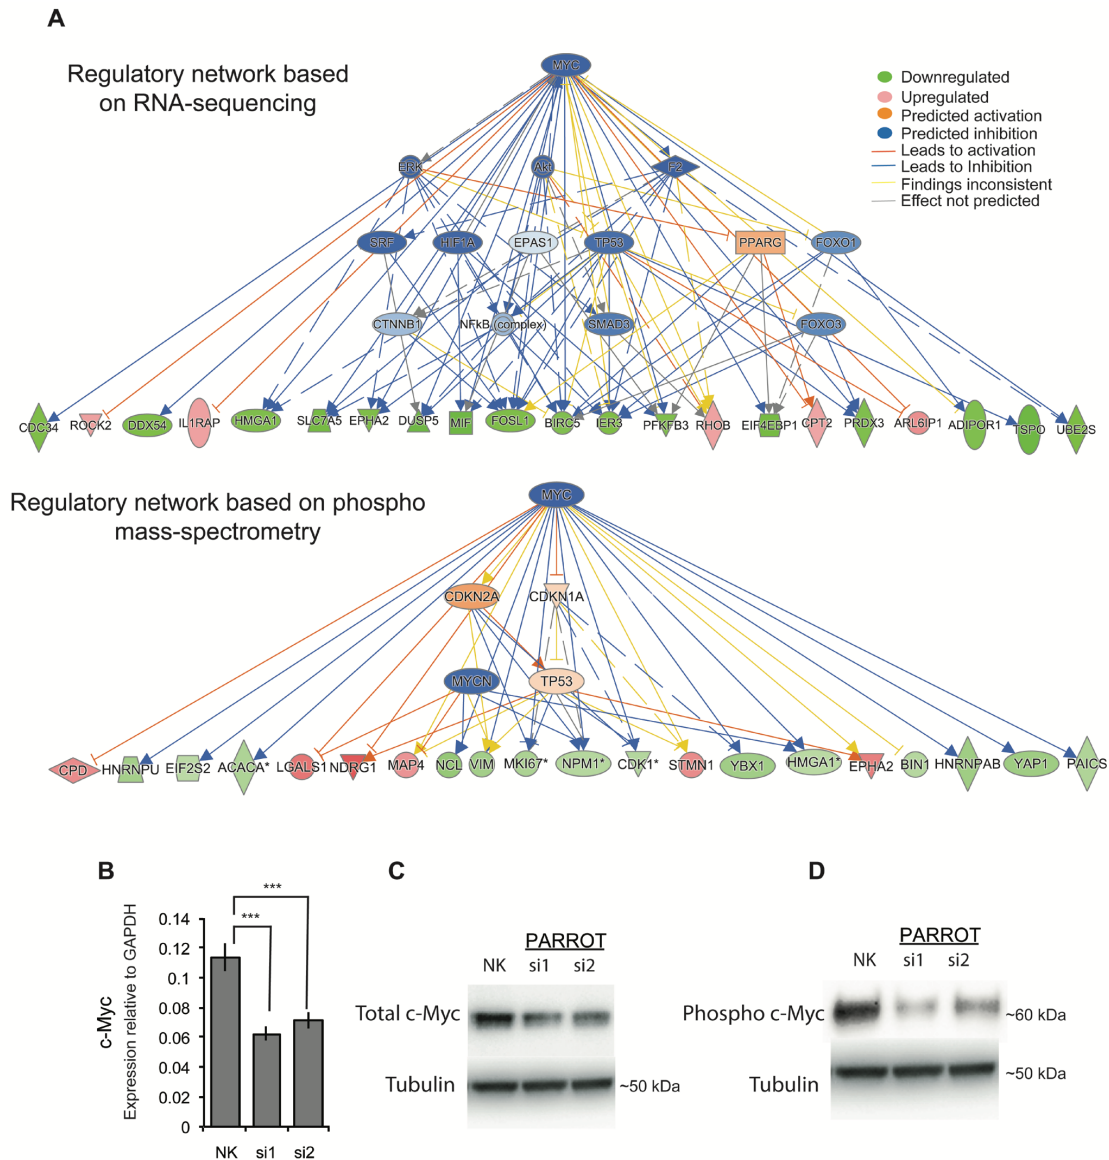 A
Regulatory network based
on RNA-sequencing
MYC
Downregulated
Upregulated
Predicted activation
Predicted inhibition
Leads to activation
Leads to Inhibition
Findings inconsistent
Effect not predicted
ERK
Akt
F2
SRF
HIF1A
EPAS1
TP53
PPARG
FOXO1
CTNNB1
NFkB (complex)
SMAD3
FOXO3
CDC34
ROCK2
DDX54
IL1RAP
HMGA1
SLC7A5
EPHA2
DUSP5
MIF
FOSL1
BIRC5
IER3
PFKFB3
RHOB
EIF4EBP1
CPT2
PRDX3
ARL6IP1
ADIPOR1
TSPO
UBE2S
Regulatory network based on phospho
mass-spectrometry
MYC
CDKN2A
CDKN1A
MYCN
TP53
CPD
HNRNPU
EIF2S2
ACACA*
LGALS1
NDRG1
MAP4
NCL
VIM
MKI67*
NPM1*
CDK1*
STMN1
YBX1
HMGA1*
EPHA2
BIN1
HNRNPAB
YAP1
PAICS
B
c-Myc
Expression relative to GAPDH
0.14
0.12
0.1
0.08
0.06
0.04
0.02
0
***
***
NK
si1
si2
C
PARROT
NK
si1
si2
Total c-Myc
Tubulin
~50 kDa
D
PARROT
NK
si1
si2
Phospho c-Myc
~60 kDa
Tubulin
~50 kDa